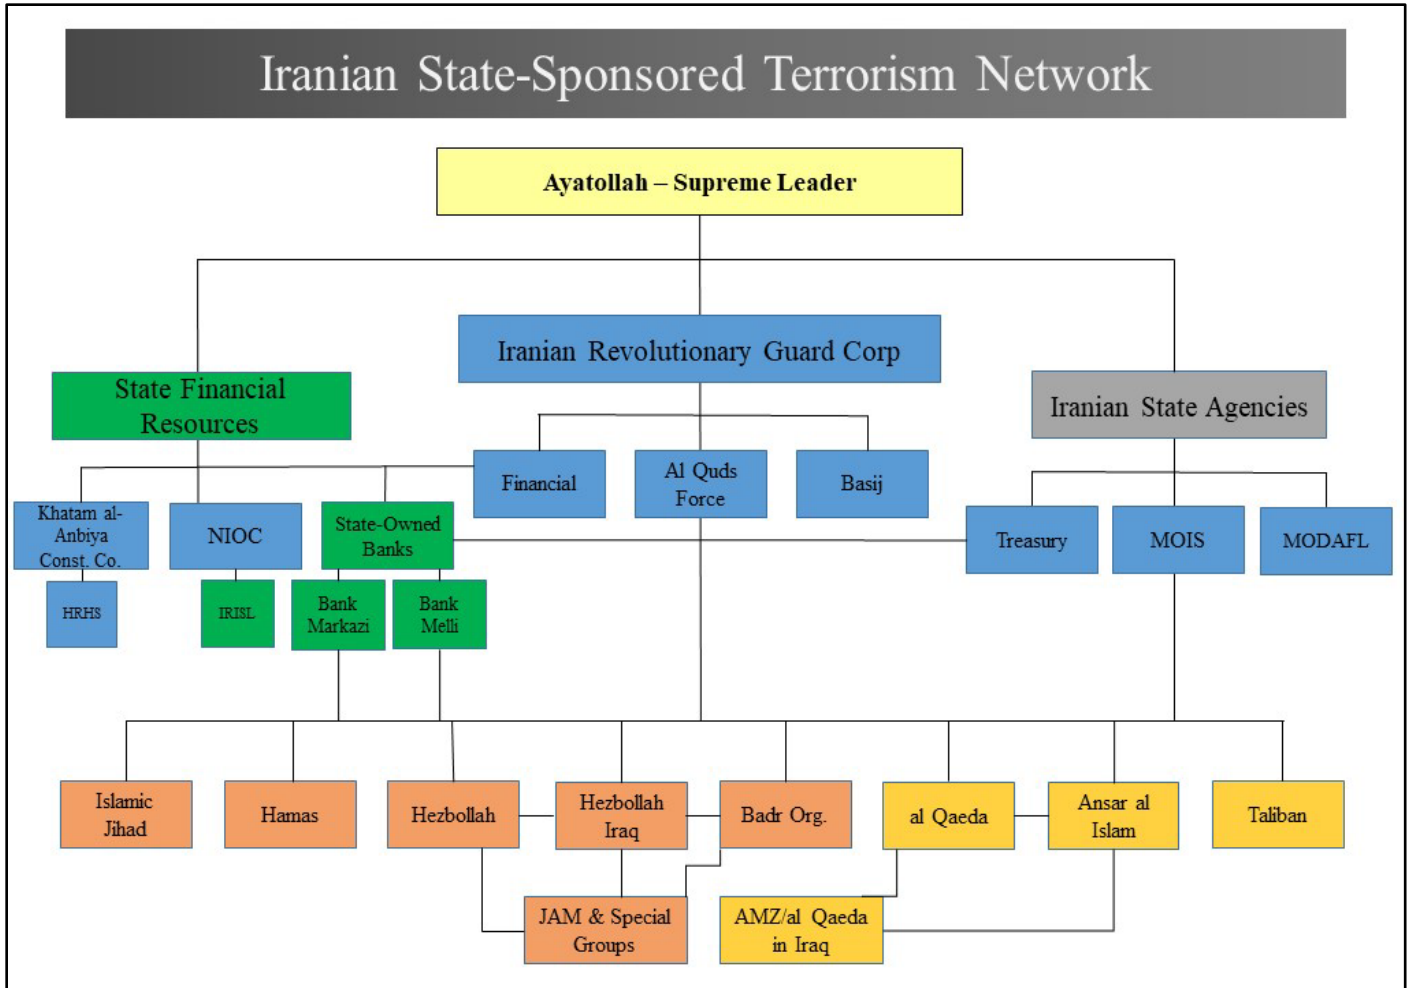 Iranian State-Sponsored Terrorism Network
Ayatollah – Supreme Leader
Iranian Revolutionary Guard Corp
State Financial
Resources
Iranian State Agencies
Financial
Al Quds
Force
Basij
Khatam al-
Anbiya
Const. Co.
NIOC
State-Owned
Banks
Treasury
MOIS
MODAFL
HRHS
IRISL
Bank
Markazi
Bank
Melli
Islamic
Jihad
Hamas
Hezbollah
Hezbollah
Iraq
Badr Org.
al Qaeda
Ansar al
Islam
Taliban
JAM & Special
Groups
AMZ/al Qaeda
in Iraq